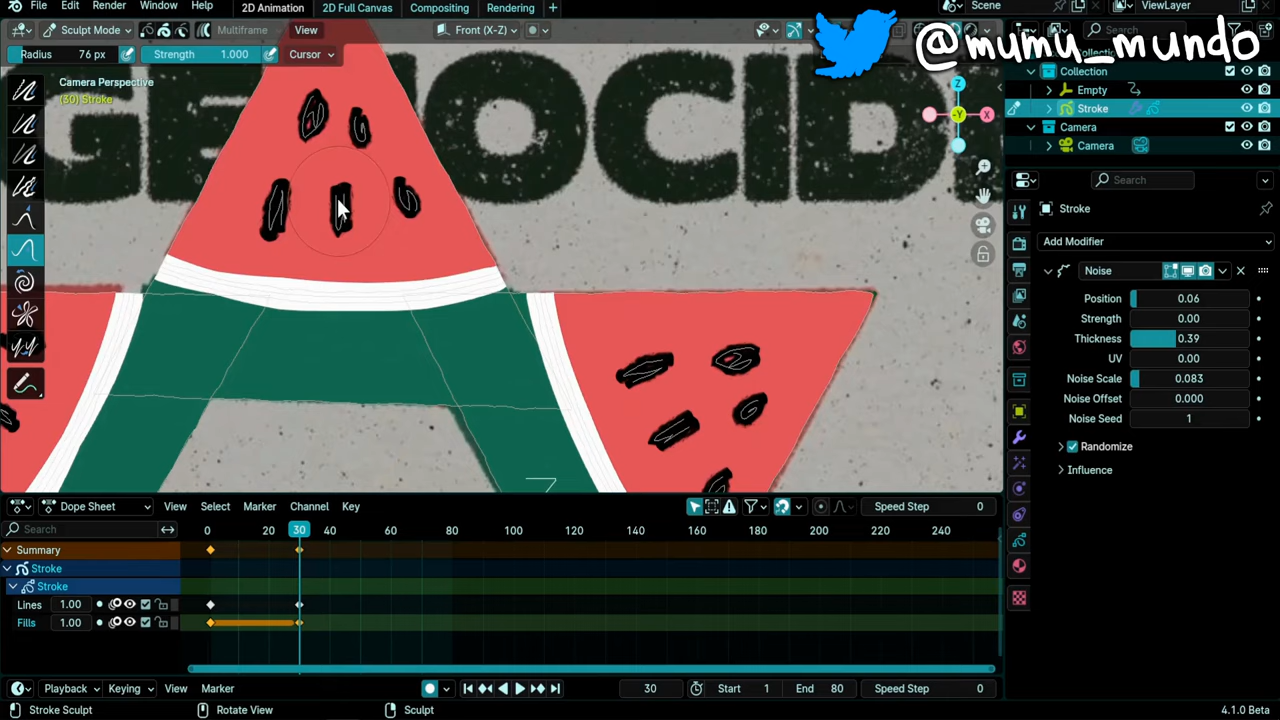 File Edit Render Window Help 2D Animation 2D Full Canvas Compositing Rendering + Scene ViewLayer
@mumu_mundo
Sculpt Mode Multiframe View Front (X-Z)
Radius 76 px Strength 1.000 Cursor
Camera Perspective
(30) Stroke
GENOCID
Z
X
-Y
Collection
Empty
Stroke
Camera
Camera
Search
Stroke
Add Modifier
Noise
Position 0.06
Strength 0.00
Thickness 0.39
UV 0.00
Noise Scale 0.083
Noise Offset 0.000
Noise Seed 1
Randomize
Influence
Dope Sheet View Select Marker Channel Key Speed Step 0
Search 0 20 30 40 60 80 100 120 140 160 180 200 220 240
Summary
Stroke
Stroke
Lines 1.00
Fills 1.00
Playback Keying View Marker 30 Start 1 End 80 Speed Step 0
Stroke Sculpt Rotate View Sculpt 4.1.0 Beta